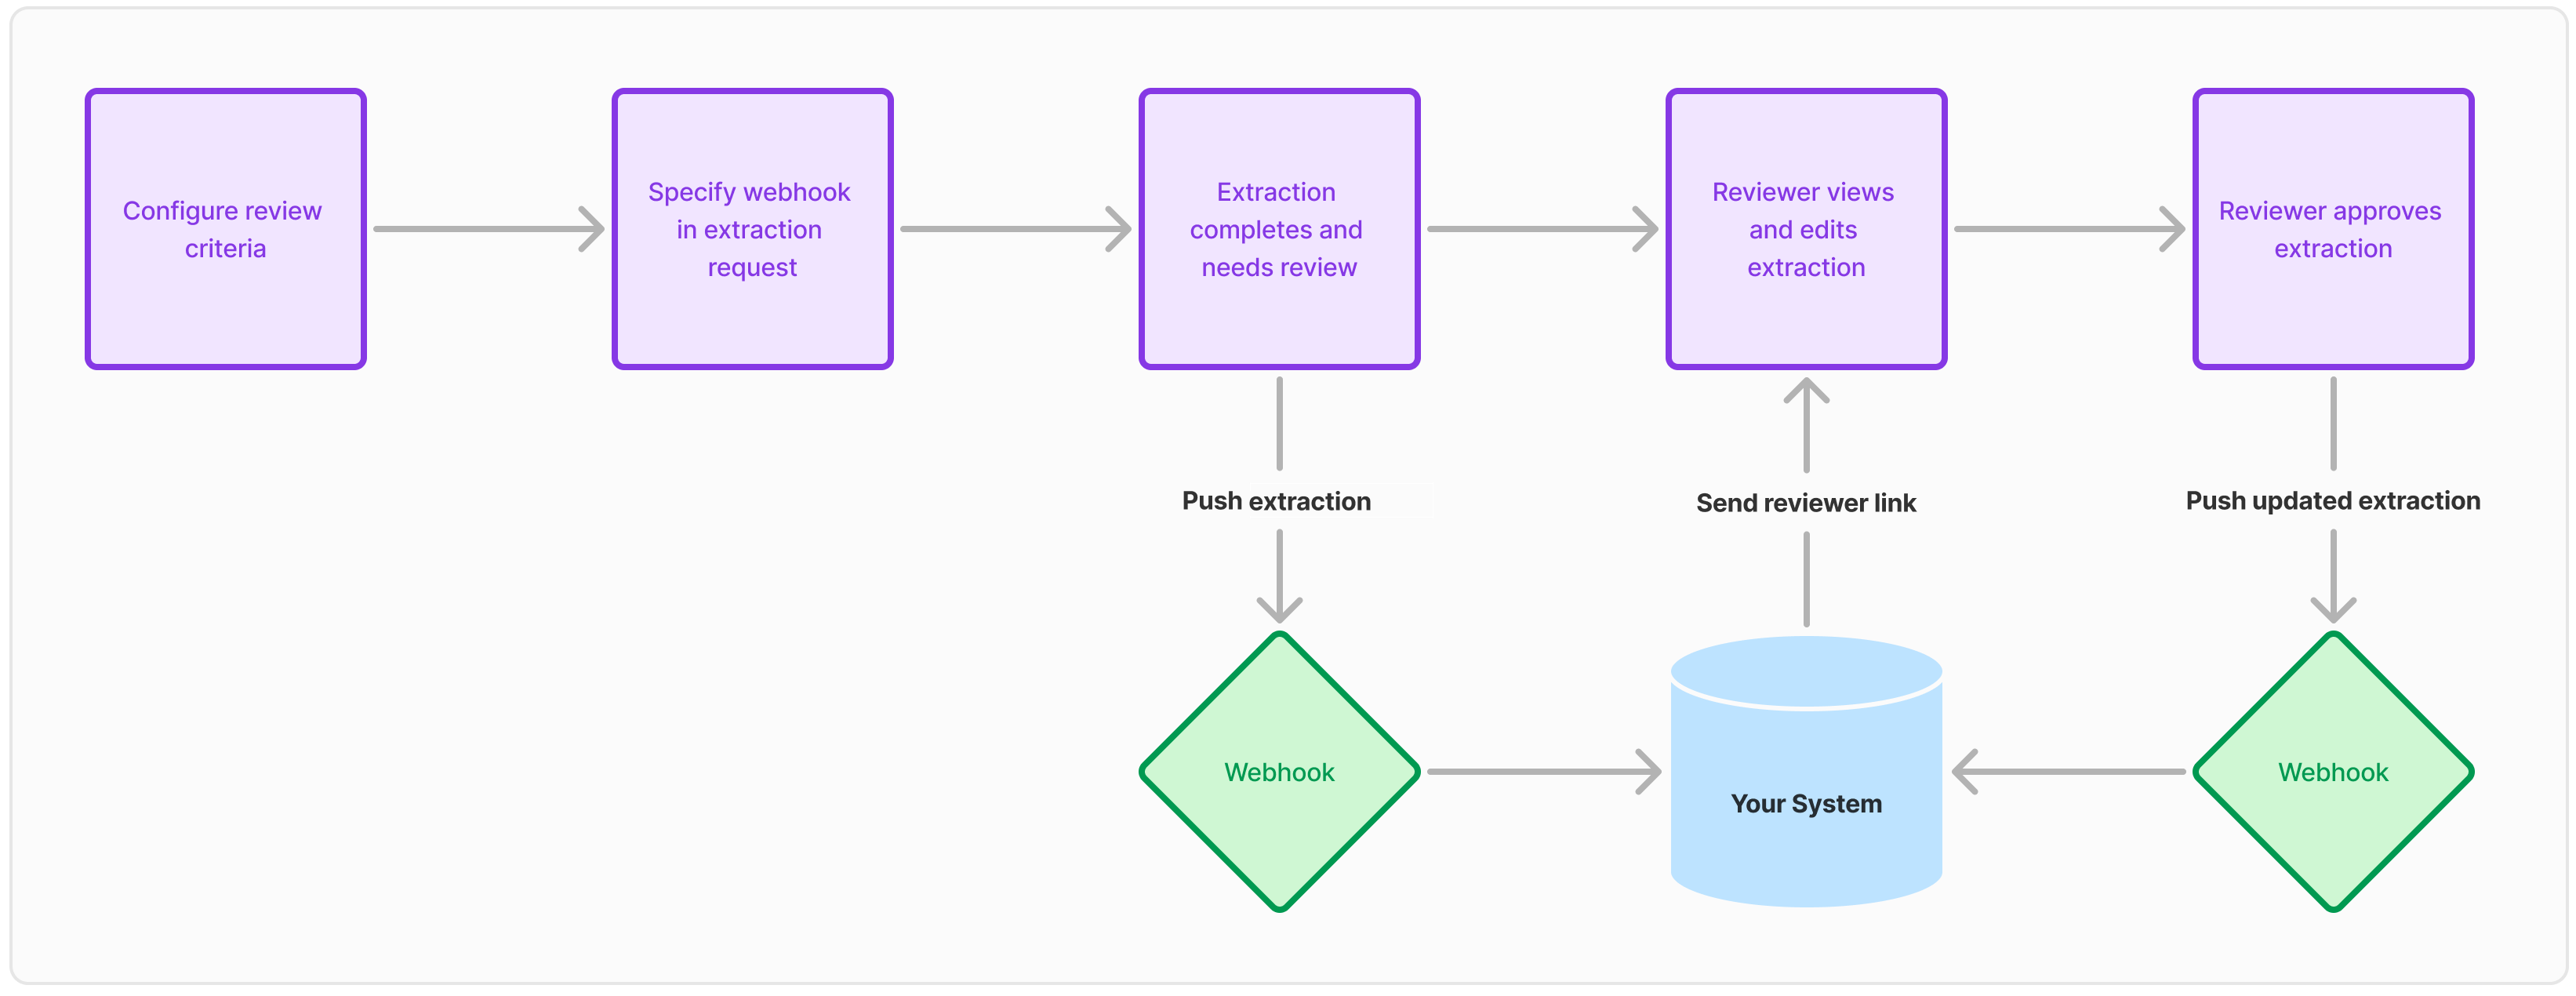 Configure review
criteria
Specify webhook
in extraction
request
Extraction
completes and
needs review
Reviewer views
and edits
extraction
Reviewer approves
extraction
Push extraction
Send reviewer link
Push updated extraction
Webhook
Your System
Webhook